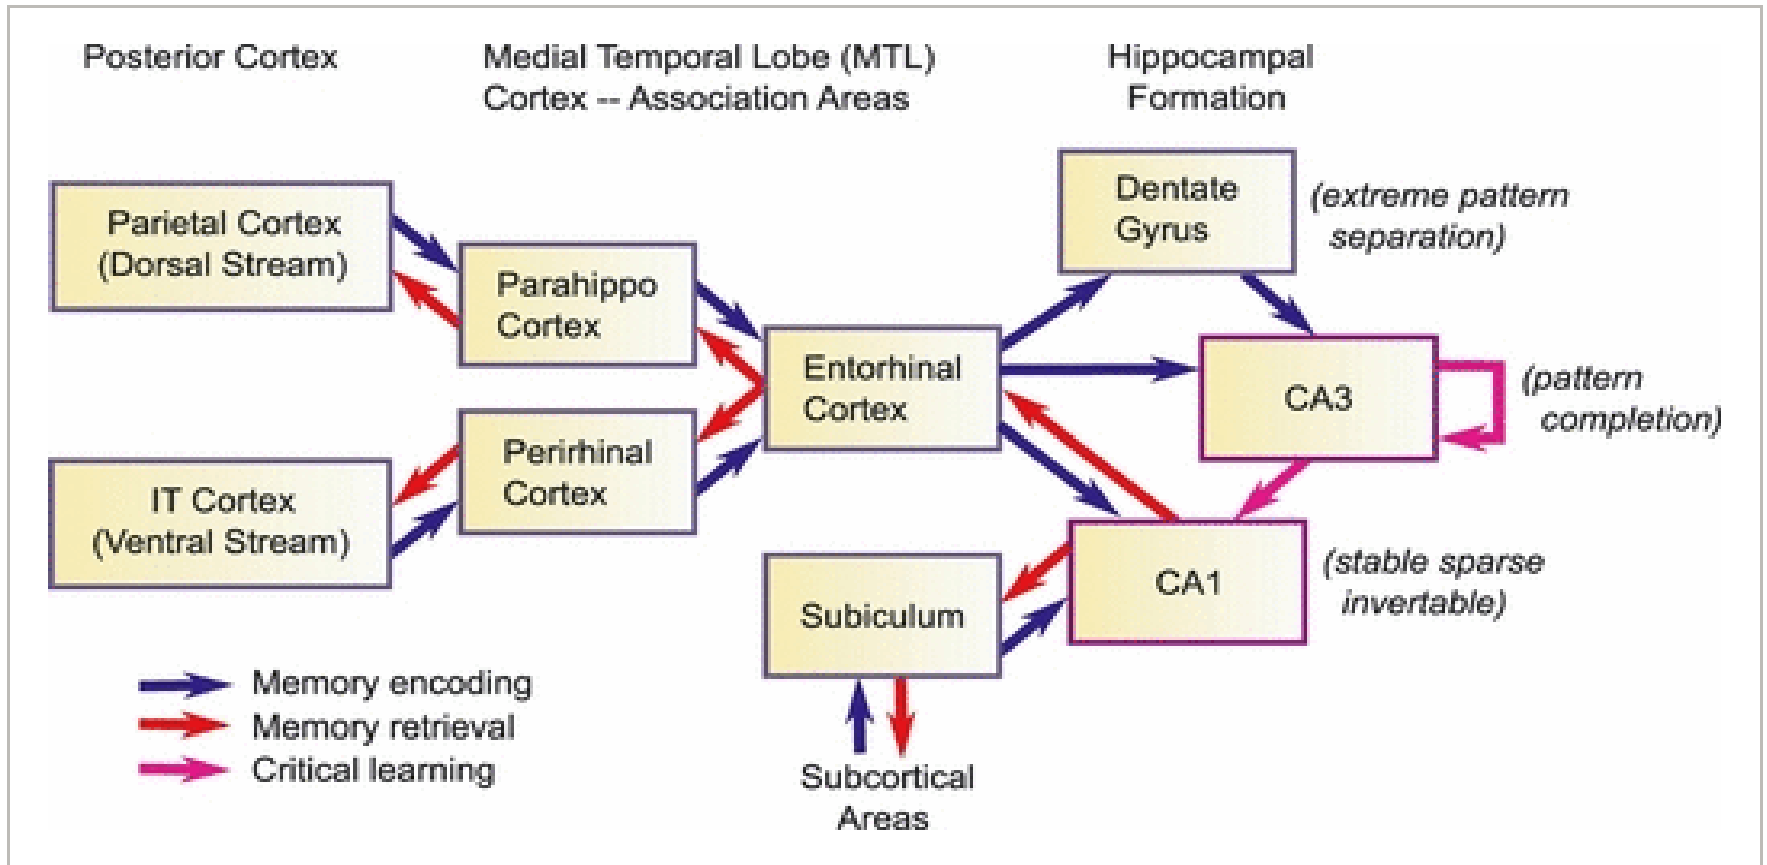 Posterior Cortex
Medial Temporal Lobe (MTL)
Cortex -- Association Areas
Hippocampal
Formation
Parietal Cortex
(Dorsal Stream)
Parahippo
Cortex
Dentate
Gyrus
(extreme pattern
separation)
Entorhinal
Cortex
CA3
(pattern
completion)
IT Cortex
(Ventral Stream)
Perirhinal
Cortex
Subiculum
CA1
(stable sparse
invertable)
Memory encoding
Memory retrieval
Critical learning
Subcortical
Areas